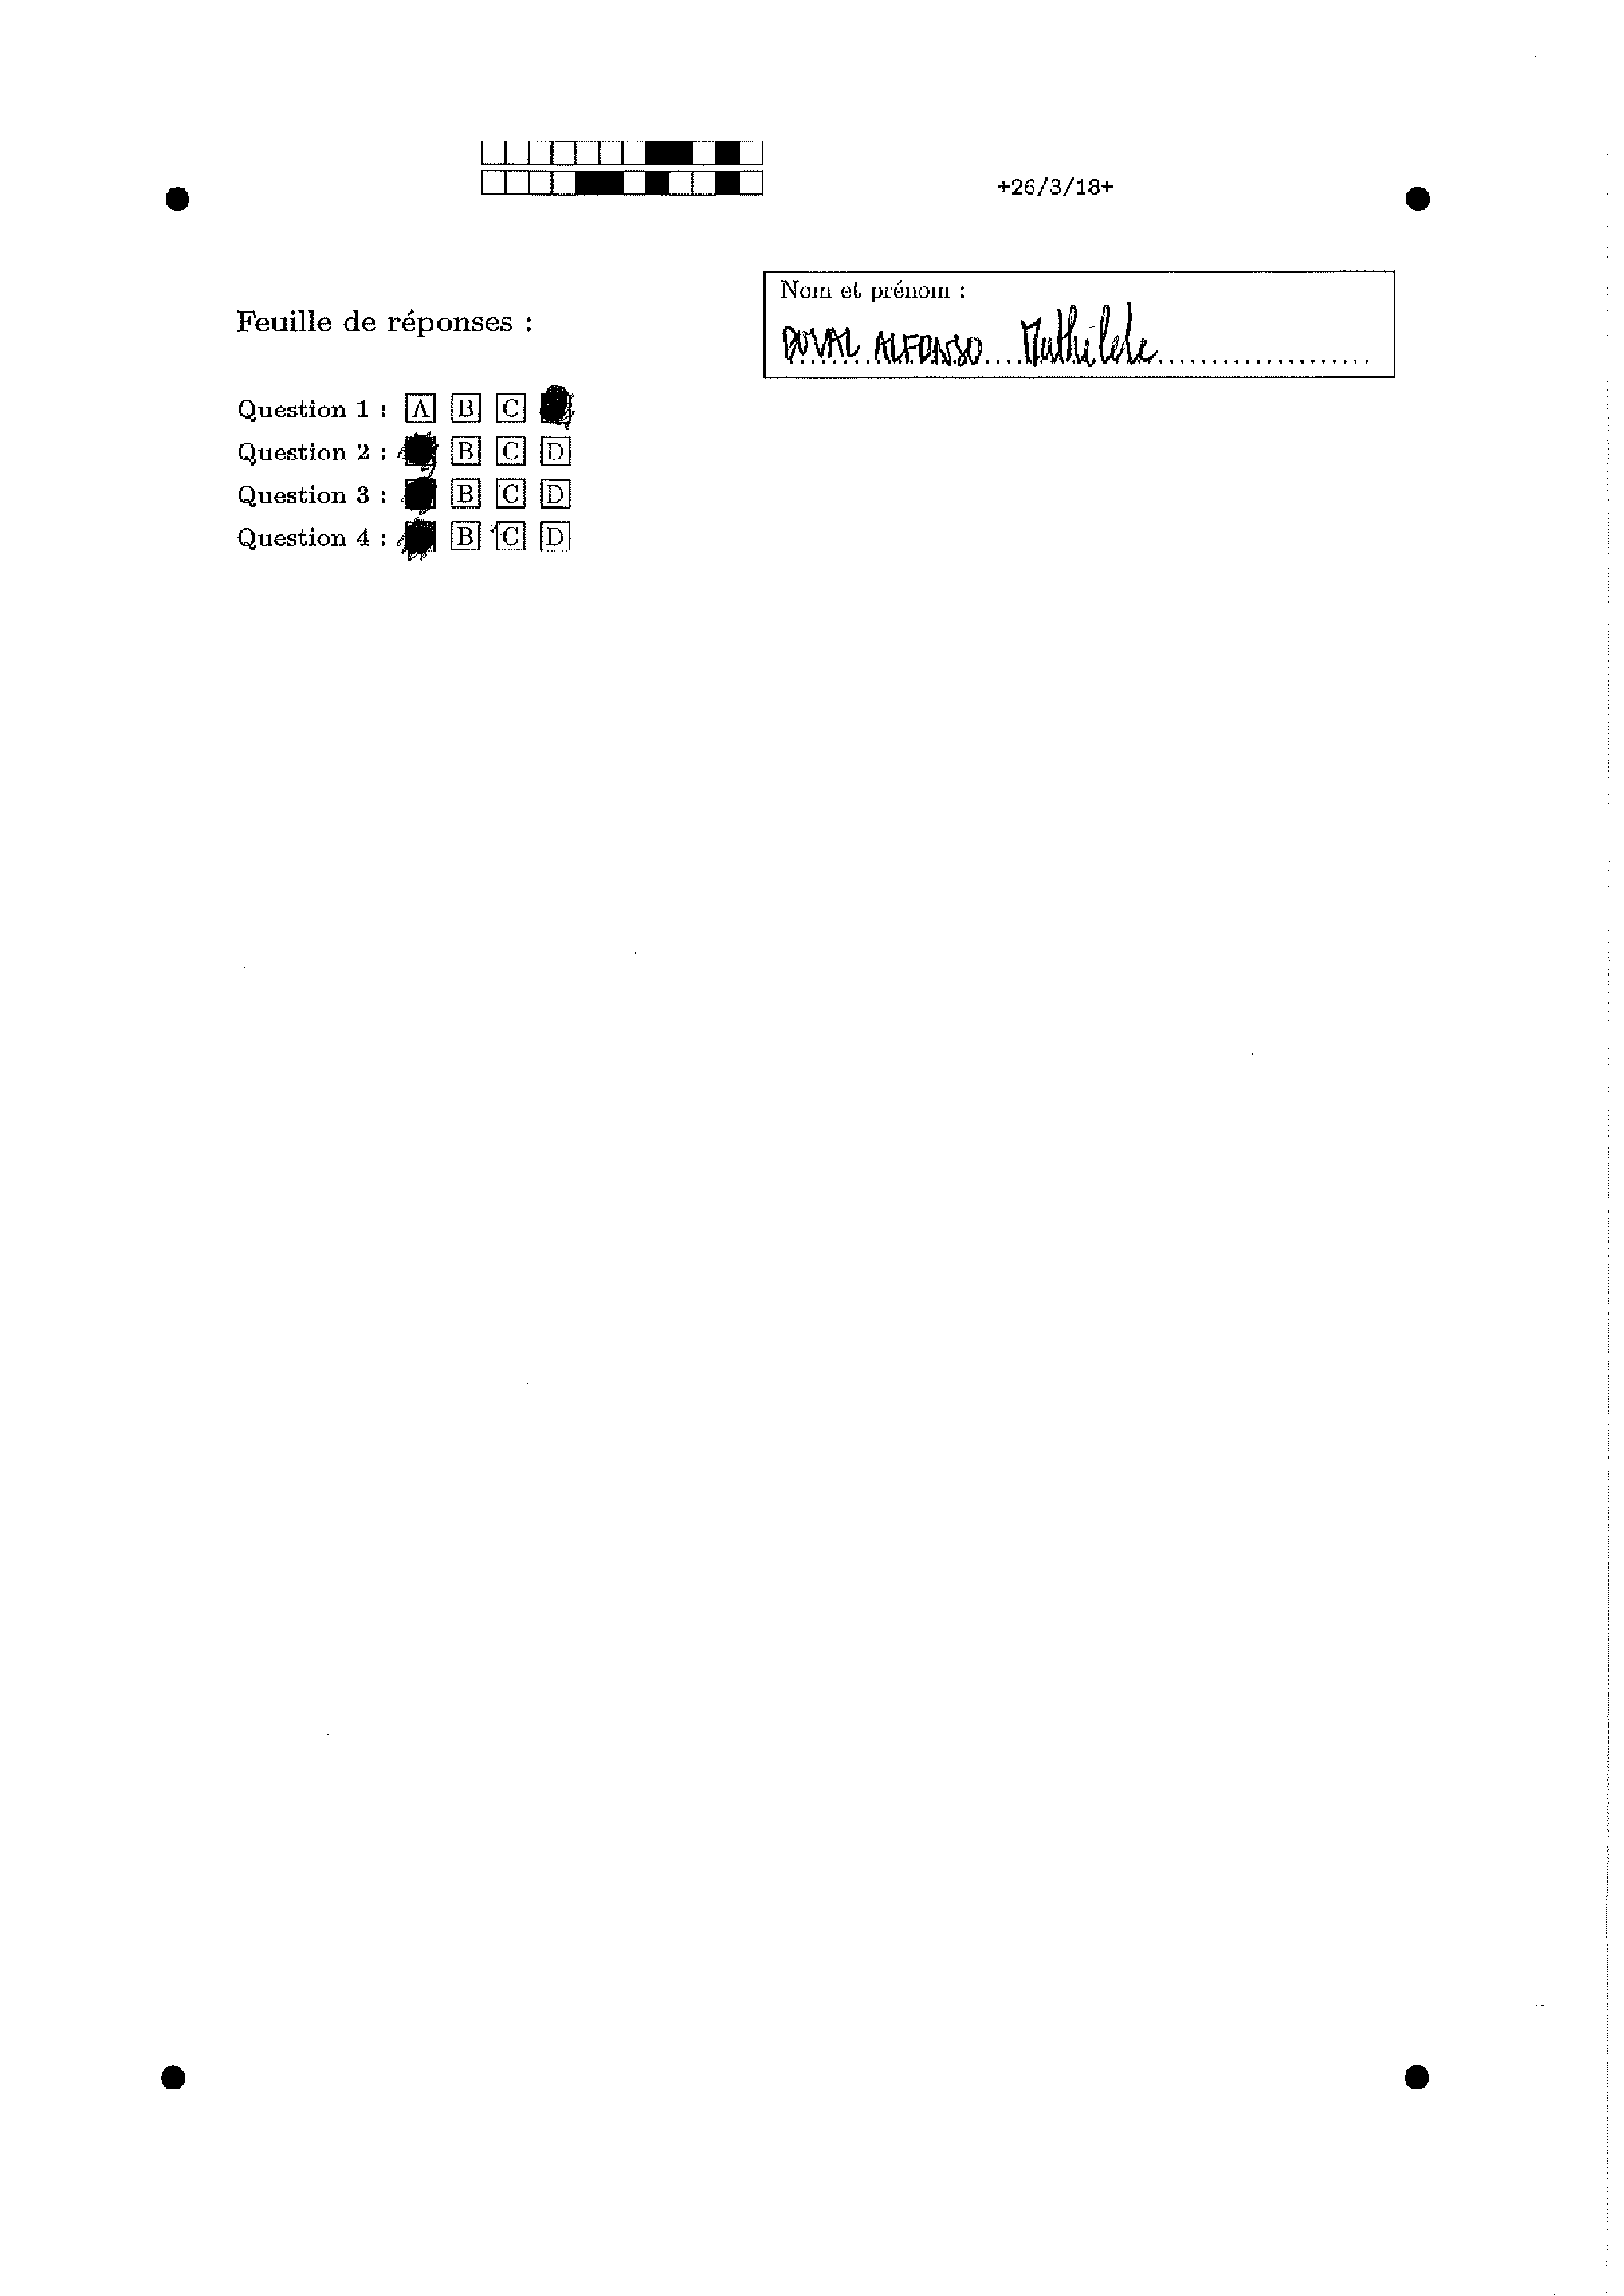 +26/3/18+
Nom et prénom :
DUVAL ALFONSO Mathilde
Feuille de réponses :
Question 1 : A B C
Question 2 : B C D
Question 3 : B C D
Question 4 : B C D